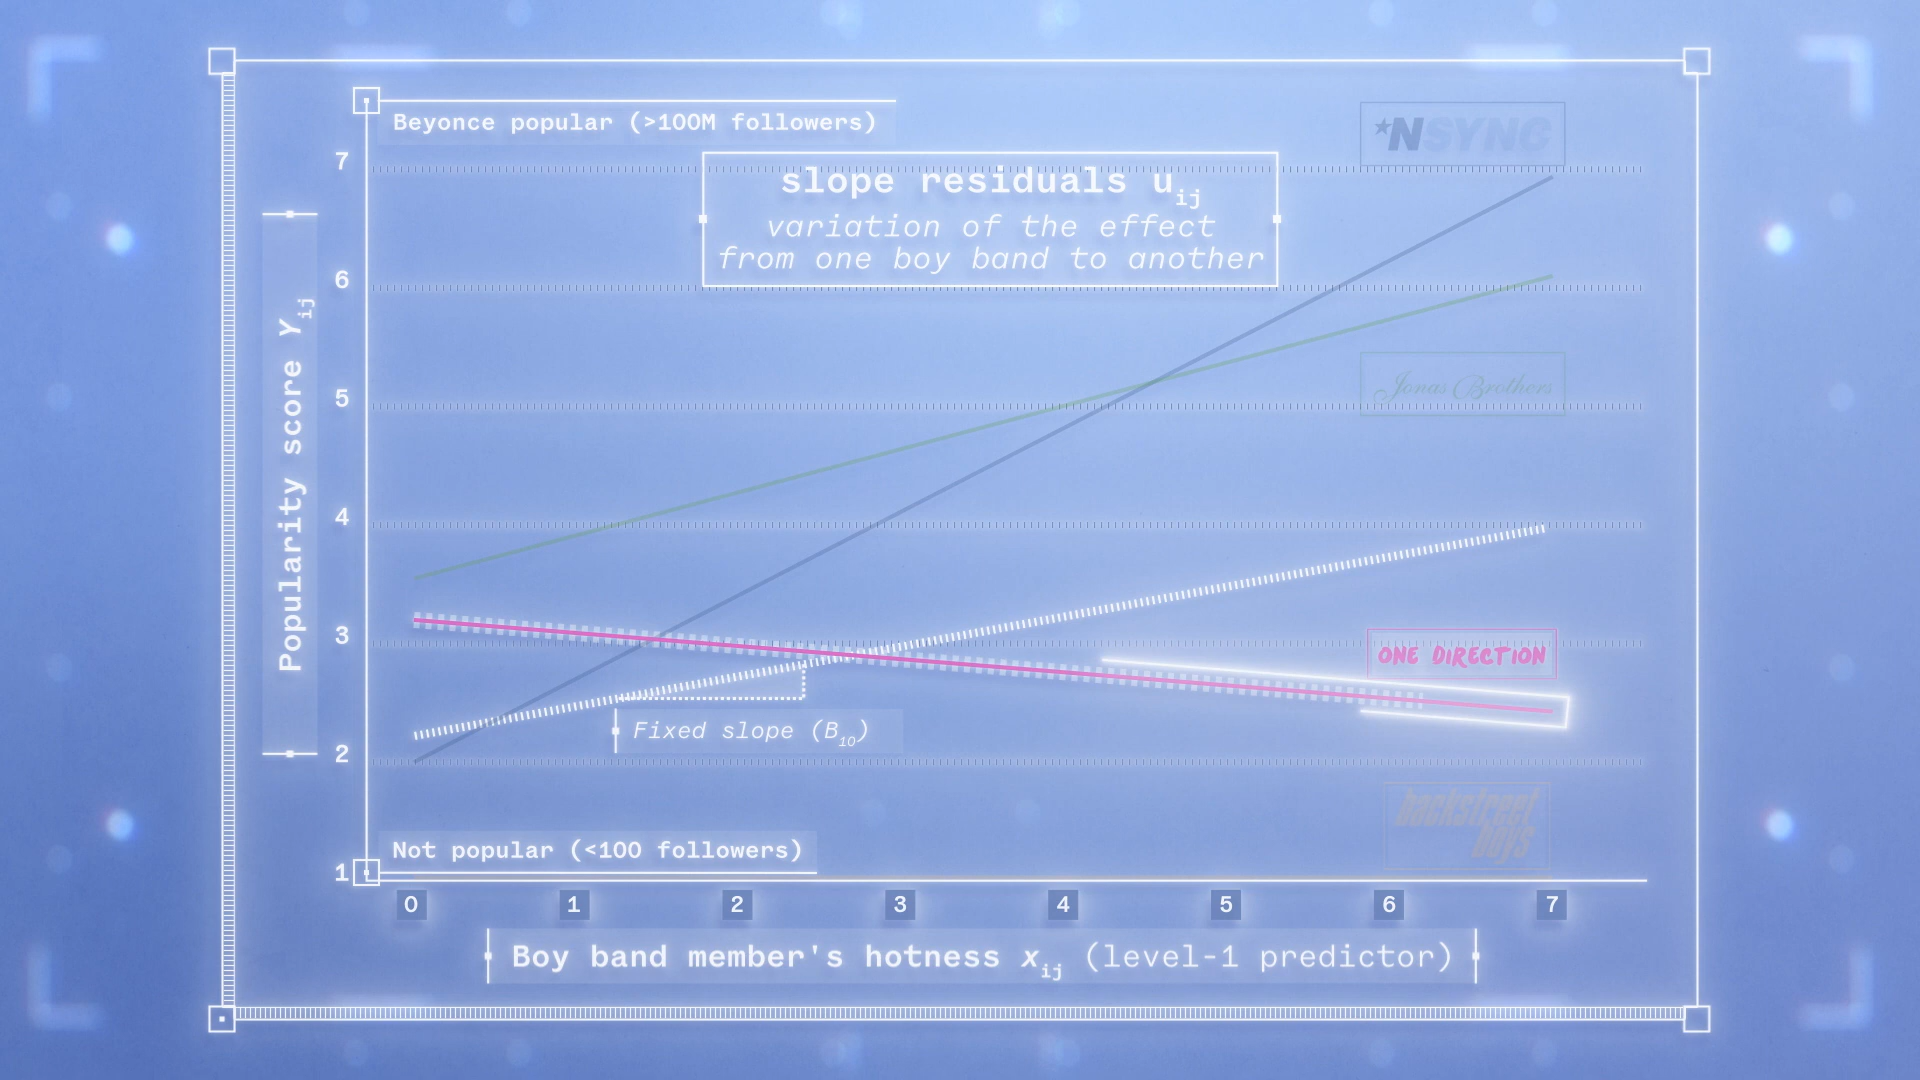 Beyonce popular (>100M followers)
*NSYNC
slope residuals uij
variation of the effect
from one boy band to another
7
6
5
4
3
2
1
Popularity score Yij
Jonas Brothers
ONE DIRECTION
Fixed slope (B10)
backstreet
boys
Not popular (<100 followers)
0 1 2 3 4 5 6 7
Boy band member's hotness xij (level-1 predictor)